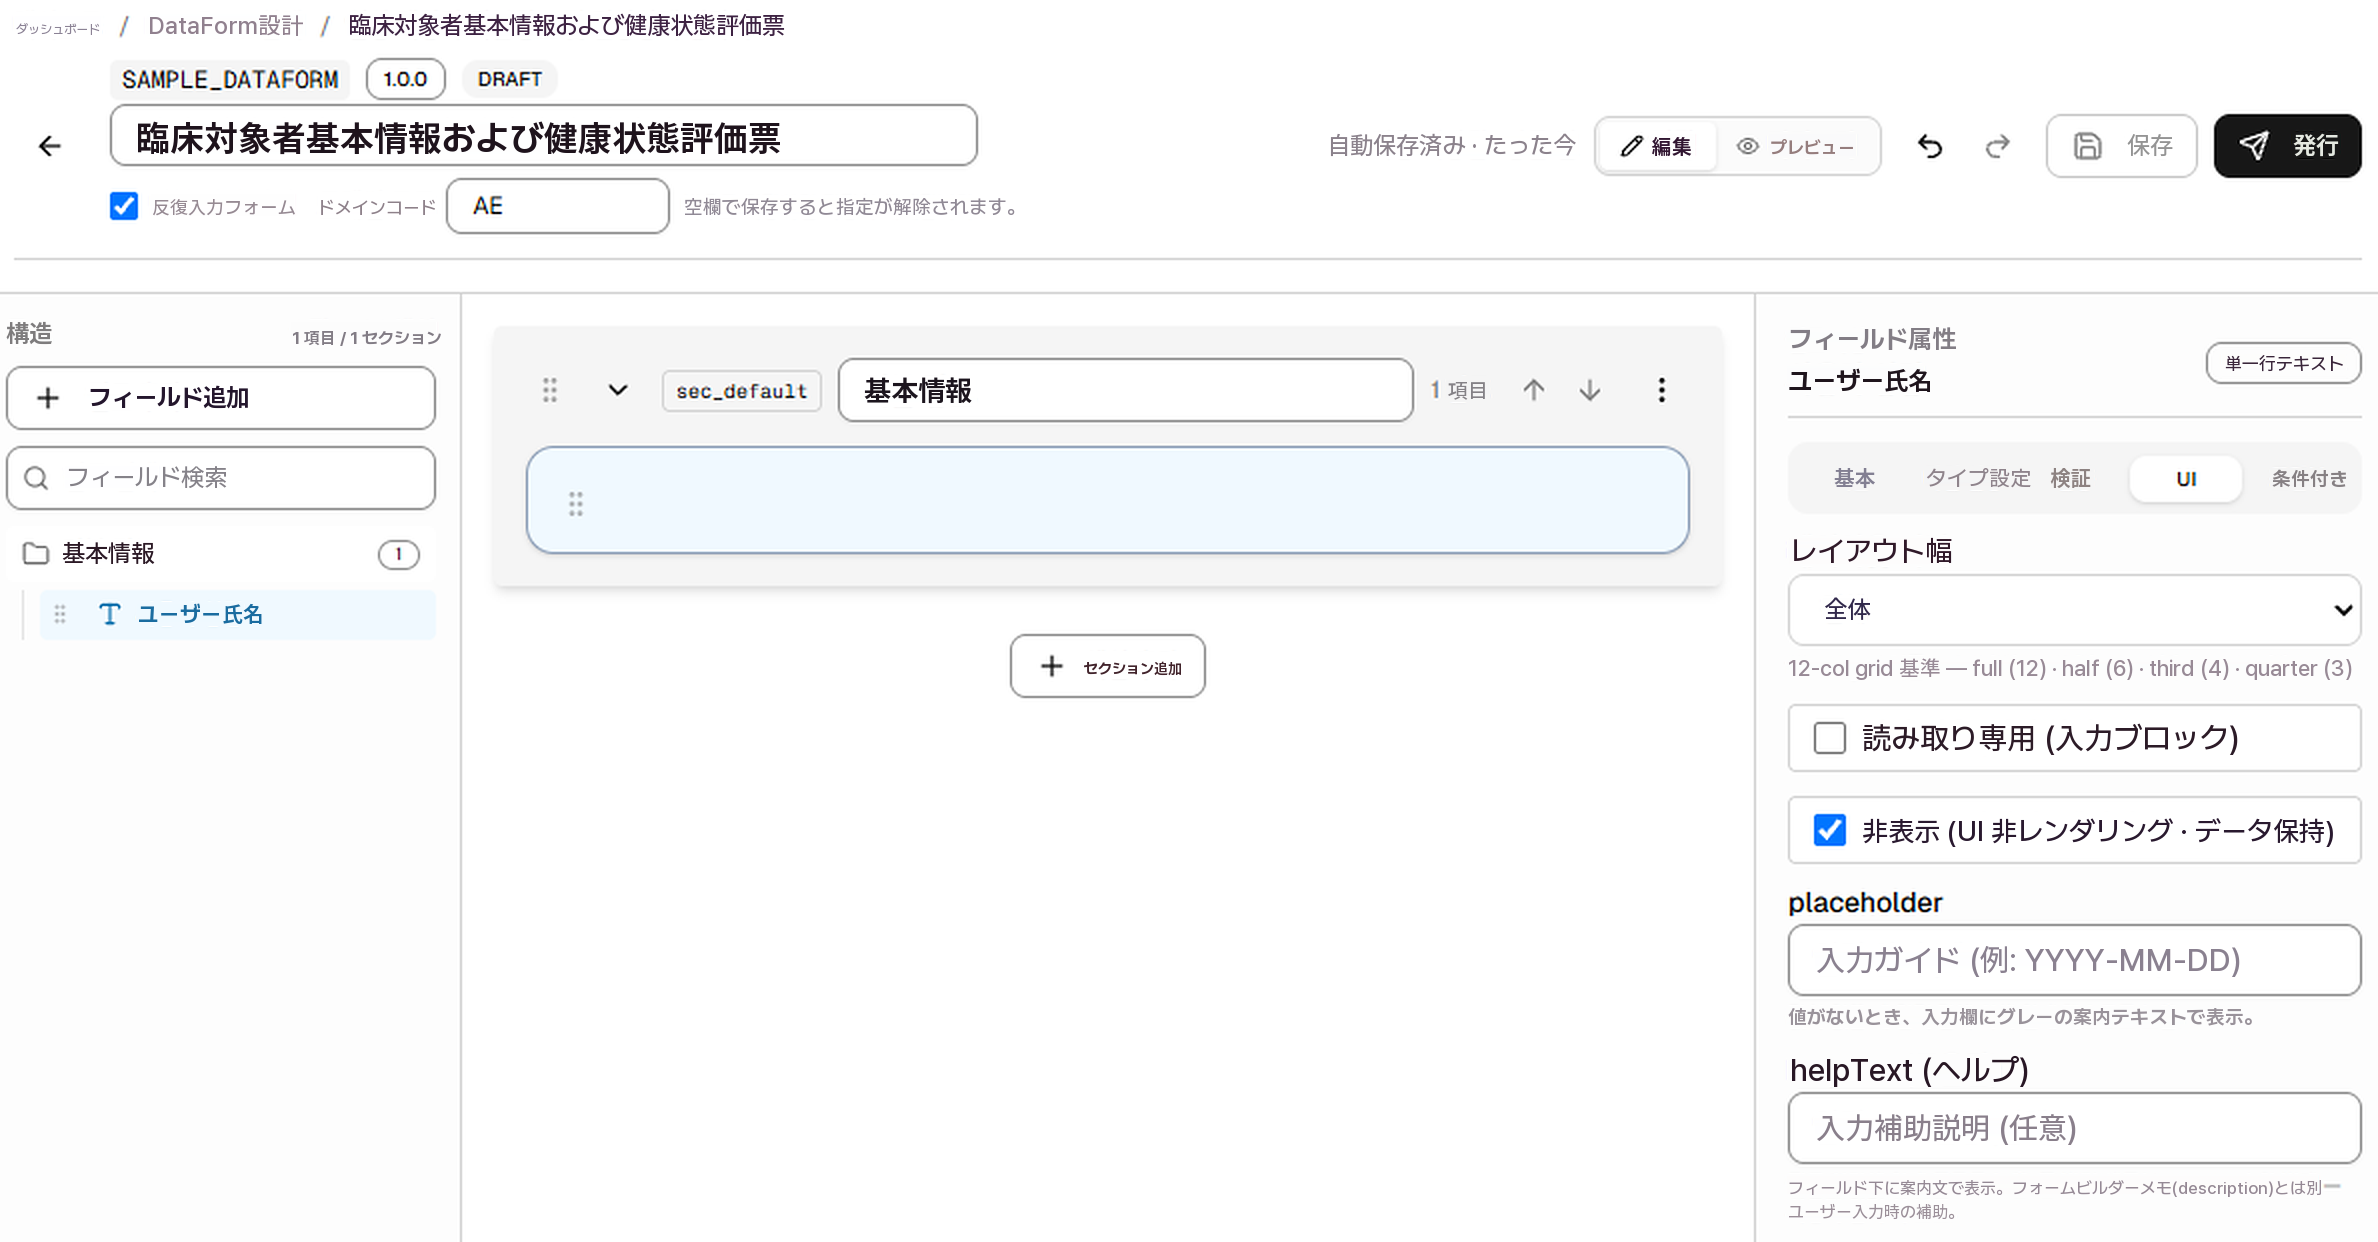 ダッシュボード / DataForm設計 / 臨床対象者基本情報および健康状態評価票
SAMPLE_DATAFORM 1.0.0 DRAFT
臨床対象者基本情報および健康状態評価票
自動保存済み · たった今 編集 プレビュー 保存 発行
反復入力フォーム ドメインコード AE 空欄で保存すると指定が解除されます。
構造 1 項目 / 1 セクション
フィールド追加
フィールド検索
基本情報 1
ユーザー氏名
sec_default 基本情報 1 項目
セクション追加
フィールド属性
ユーザー氏名
単一行テキスト
基本 タイプ設定 検証 UI 条件付き
レイアウト幅
全体
12-col grid 基準 — full (12) · half (6) · third (4) · quarter (3)
読み取り専用 (入力ブロック)
非表示 (UI 非レンダリング · データ保持)
placeholder
入力ガイド (例: YYYY-MM-DD)
値がないとき、入力欄にグレーの案内テキストで表示。
helpText (ヘルプ)
入力補助説明 (任意)
フィールド下に案内文で表示。フォームビルダーメモ(description)とは別 —
ユーザー入力時の補助。